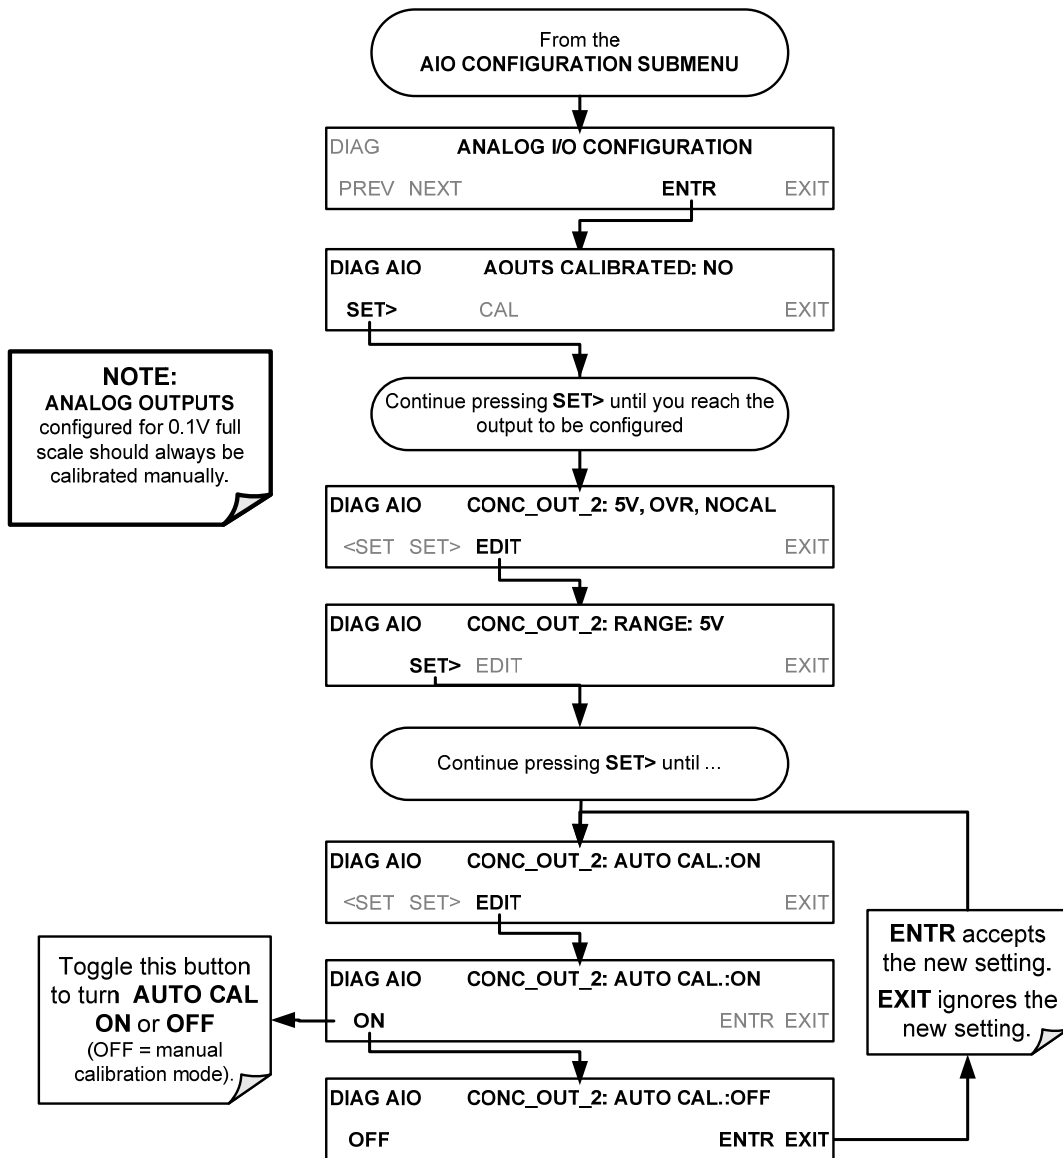 From the
AIO CONFIGURATION SUBMENU
DIAG ANALOG I/O CONFIGURATION
PREV NEXT ENTR EXIT
DIAG AIO AOUTS CALIBRATED: NO
SET> CAL EXIT
NOTE:
ANALOG OUTPUTS
configured for 0.1V full
scale should always be
calibrated manually.
Continue pressing SET> until you reach the
output to be configured
DIAG AIO CONC_OUT_2: 5V, OVR, NOCAL
<SET SET> EDIT EXIT
DIAG AIO CONC_OUT_2: RANGE: 5V
SET> EDIT EXIT
Continue pressing SET> until ...
DIAG AIO CONC_OUT_2: AUTO CAL.:ON
<SET SET> EDIT EXIT
ENTR accepts
the new setting.
EXIT ignores the
new setting.
Toggle this button
to turn AUTO CAL
ON or OFF
(OFF = manual
calibration mode).
DIAG AIO CONC_OUT_2: AUTO CAL.:ON
ON ENTR EXIT
DIAG AIO CONC_OUT_2: AUTO CAL.:OFF
OFF ENTR EXIT